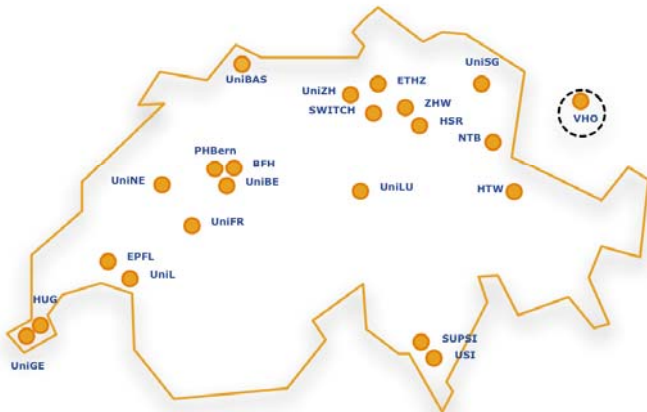 UniSG
UniBAS
ETHZ
UniZH
SWITCH
ZHW
VHO
HSR
NTB
PHBern
BFH
UniNE
UniBE
UniLU
HTW
UniFR
EPFL
UniL
HUG
SUPSI
USI
UniGE